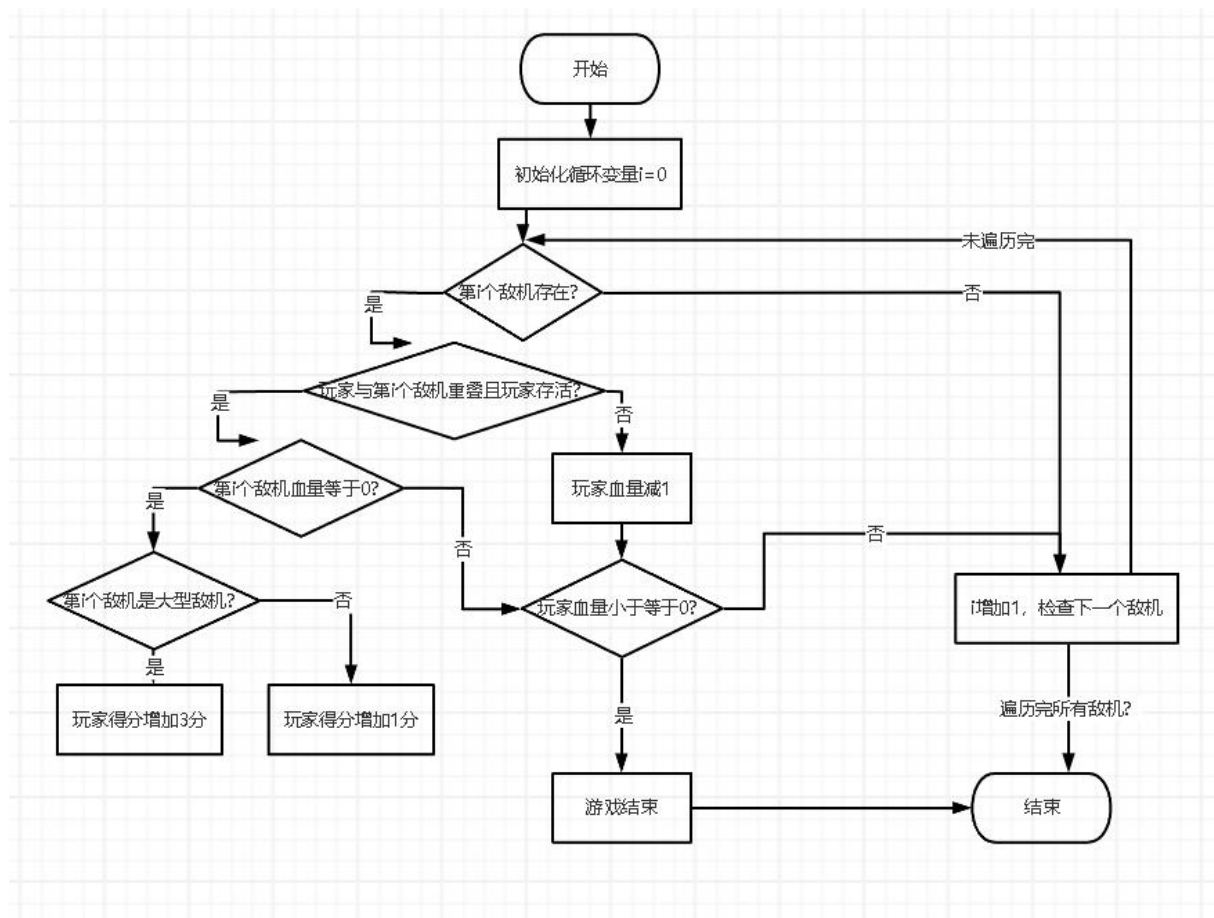 开始
初始化循环变量i=0
未遍历完
第i个敌机存在?
否
是
玩家与第i个敌机重叠且玩家存活?
是
否
第i个敌机血量等于0?
玩家血量减1
是
否
否
第i个敌机是大型敌机?
否
玩家血量小于等于0?
i增加1，检查下一个敌机
是
玩家得分增加3分
玩家得分增加1分
是
遍历完所有敌机?
游戏结束
结束